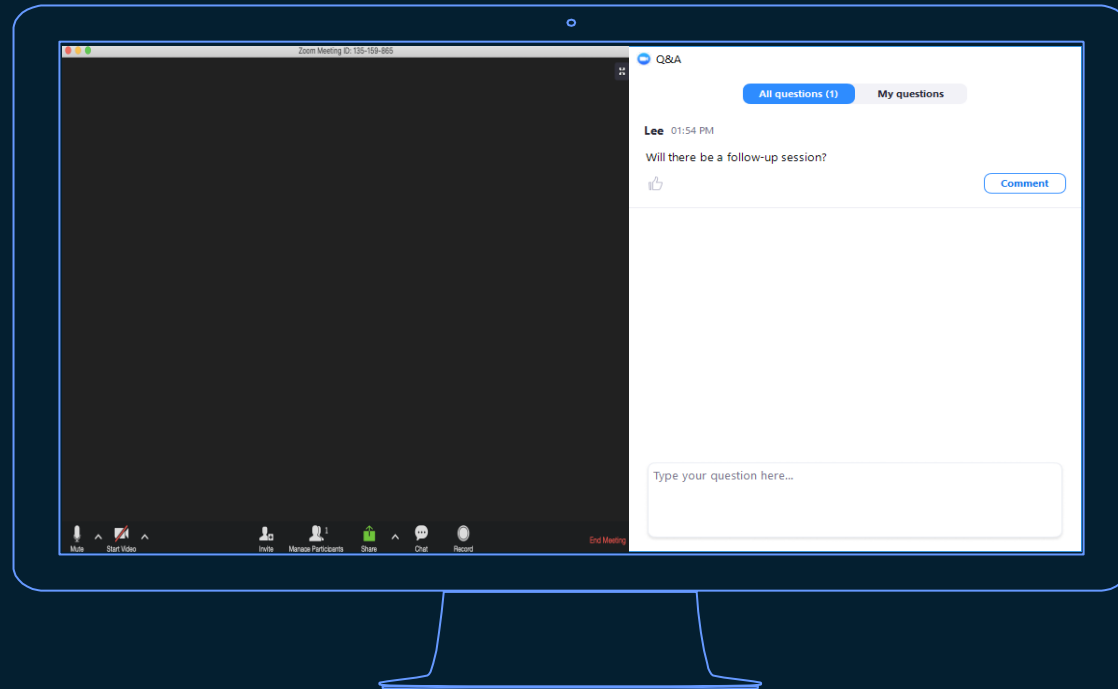 Zoom Meeting ID: 135-159-865
Q&A
All questions (1) My questions
Lee 01:54 PM
Will there be a follow-up session?
Comment
Type your question here...
1
Mute Start Video Invite Manage Participants Share Chat Record End Meeting